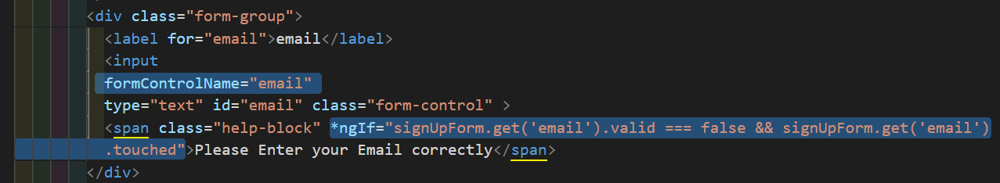 <div class="form-group">
<label for="email">email</label>
<input
formControlName="email"
type="text" id="email" class="form-control" >
<span class="help-block" *ngIf="signUpForm.get('email').valid === false && signUpForm.get('email')
.touched">Please Enter your Email correctly</span>
</div>